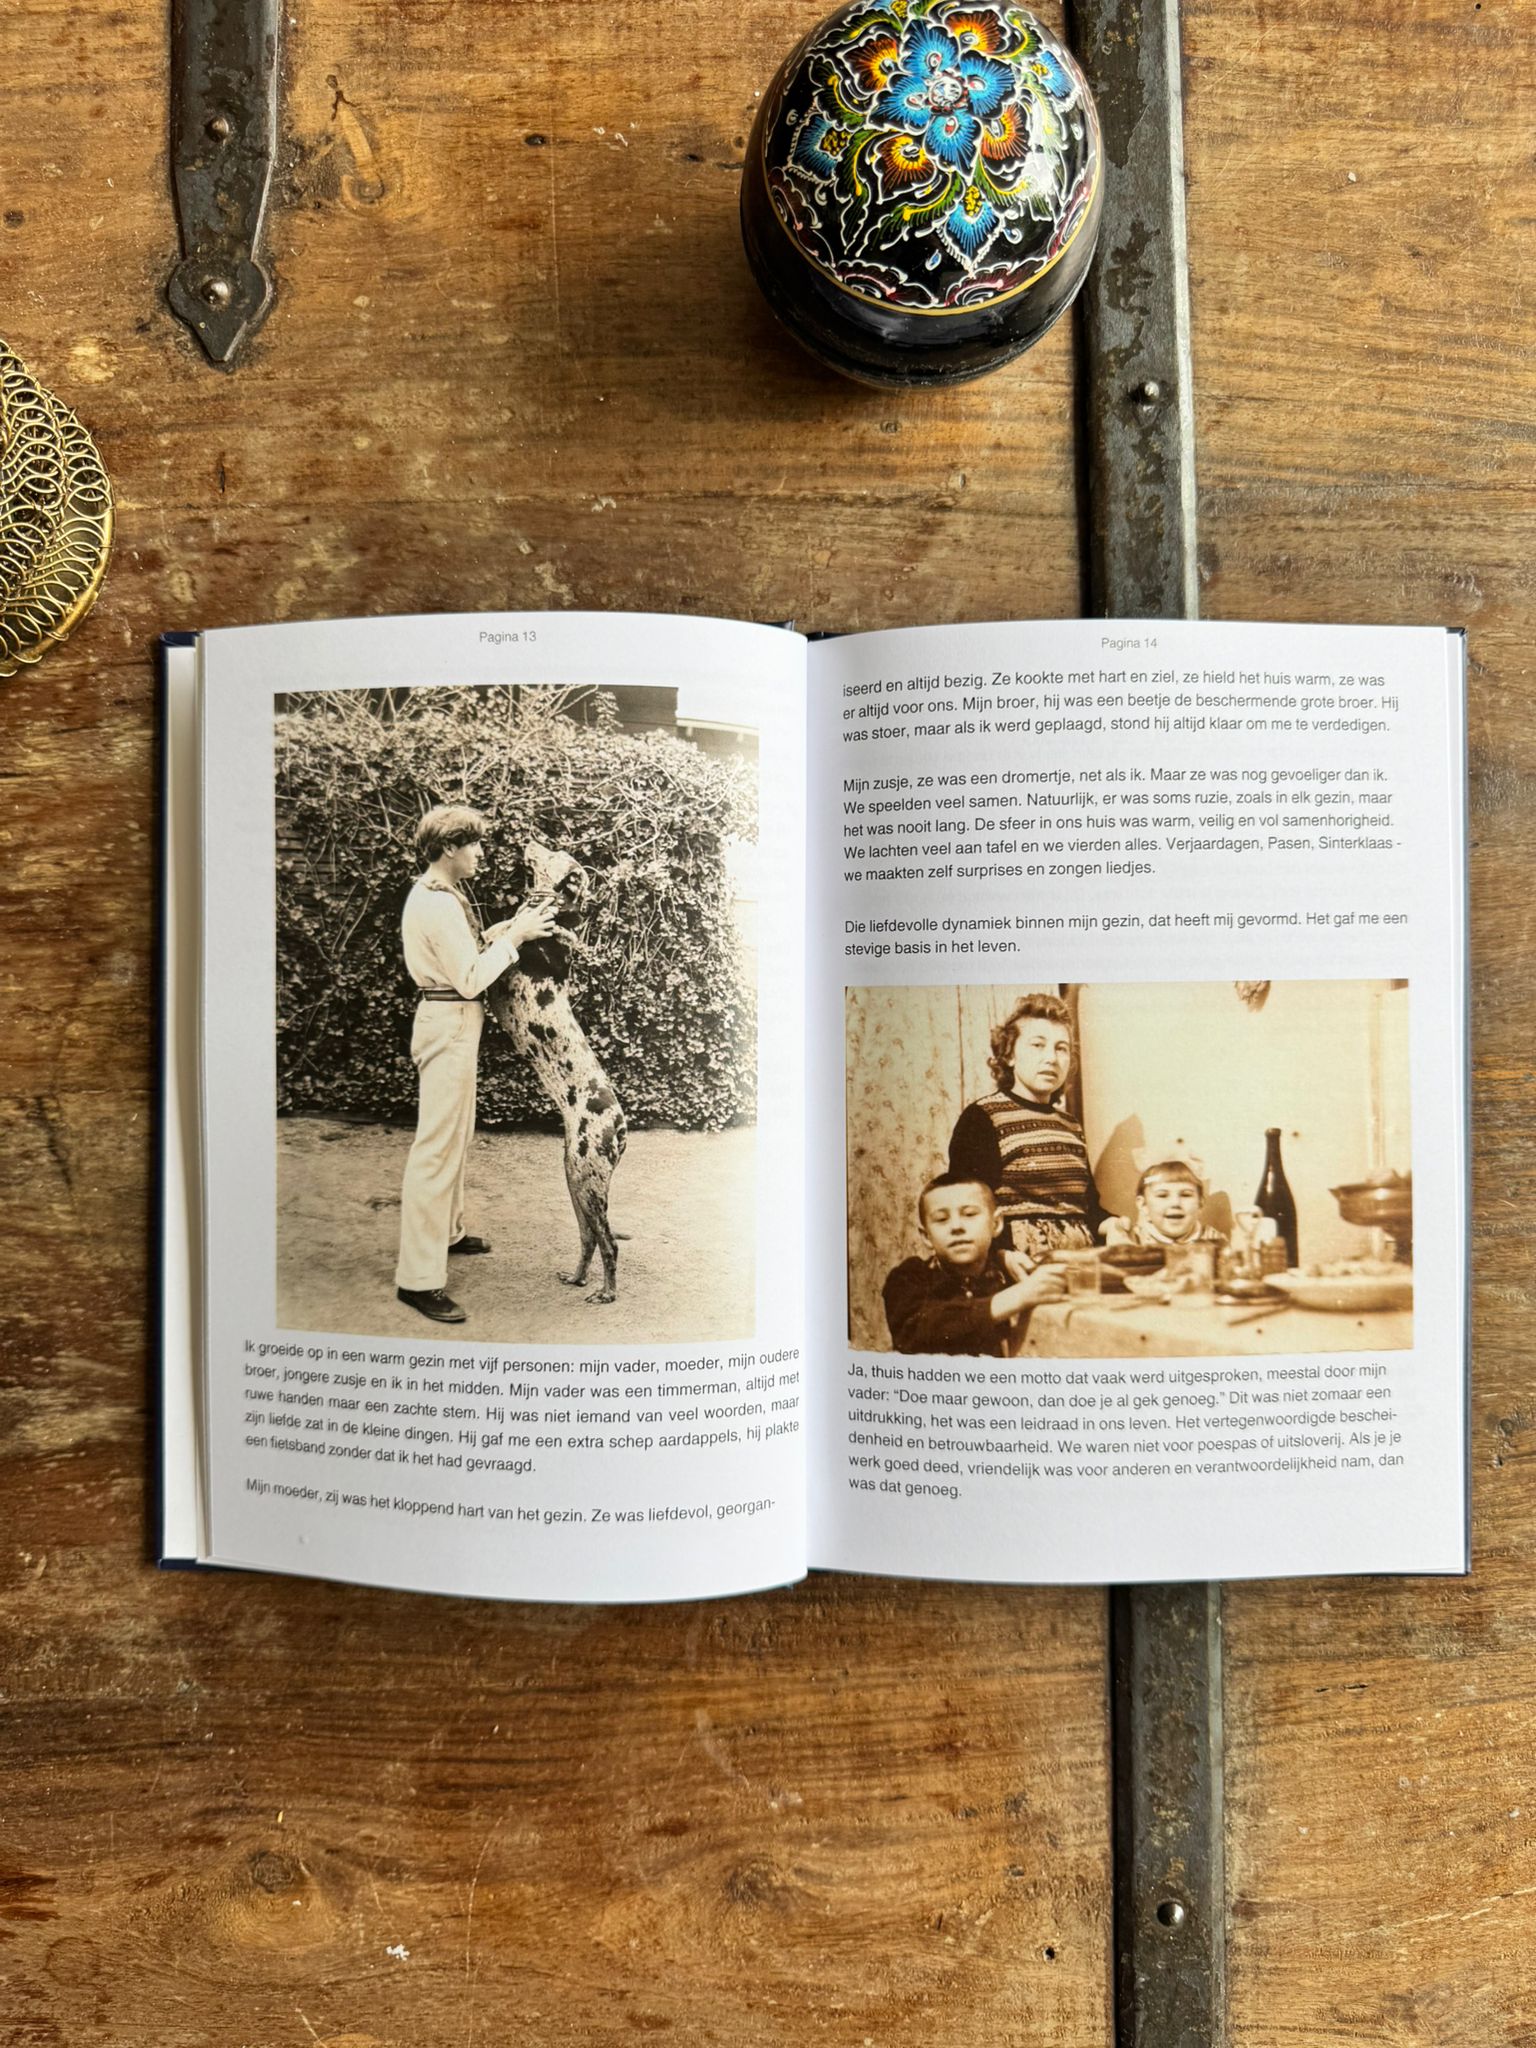 Pagina 13
Ik groeide op in een warm gezin met vijf personen: mijn vader, moeder, mijn oudere
broer, jongere zusje en ik in het midden. Mijn vader was een timmerman, altijd met
ruwe handen maar een zachte stem. Hij was niet iemand van veel woorden, maar
zijn liefde zat in de kleine dingen. Hij gaf me een extra schep aardappels, hij plakte
een fietsband zonder dat ik het had gevraagd.
Mijn moeder, zij was het kloppend hart van het gezin. Ze was liefdevol, georgan-
Pagina 14
iseerd en altijd bezig. Ze kookte met hart en ziel, ze hield het huis warm, ze was
er altijd voor ons. Mijn broer, hij was een beetje de beschermende grote broer. Hij
was stoer, maar als ik werd geplaagd, stond hij altijd klaar om me te verdedigen.
Mijn zusje, ze was een dromertje, net als ik. Maar ze was nog gevoeliger dan ik.
We speelden veel samen. Natuurlijk, er was soms ruzie, zoals in elk gezin, maar
het was nooit lang. De sfeer in ons huis was warm, veilig en vol samenhorigheid.
We lachten veel aan tafel en we vierden alles. Verjaardagen, Pasen, Sinterklaas -
we maakten zelf surprises en zongen liedjes.
Die liefdevolle dynamiek binnen mijn gezin, dat heeft mij gevormd. Het gaf me een
stevige basis in het leven.
Ja, thuis hadden we een motto dat vaak werd uitgesproken, meestal door mijn
vader: “Doe maar gewoon, dan doe je al gek genoeg.” Dit was niet zomaar een
uitdrukking, het was een leidraad in ons leven. Het vertegenwoordigde beschei-
denheid en betrouwbaarheid. We waren niet voor poespas of uitsloverij. Als je je
werk goed deed, vriendelijk was voor anderen en verantwoordelijkheid nam, dan
was dat genoeg.